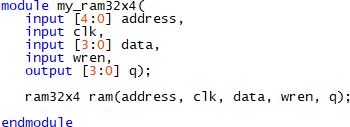 module my_ram32x4(
input [4:0] address,
input clk,
input [3:0] data,
input wren,
output [3:0] q);
ram32x4 ram(address, clk, data, wren, q);
endmodule